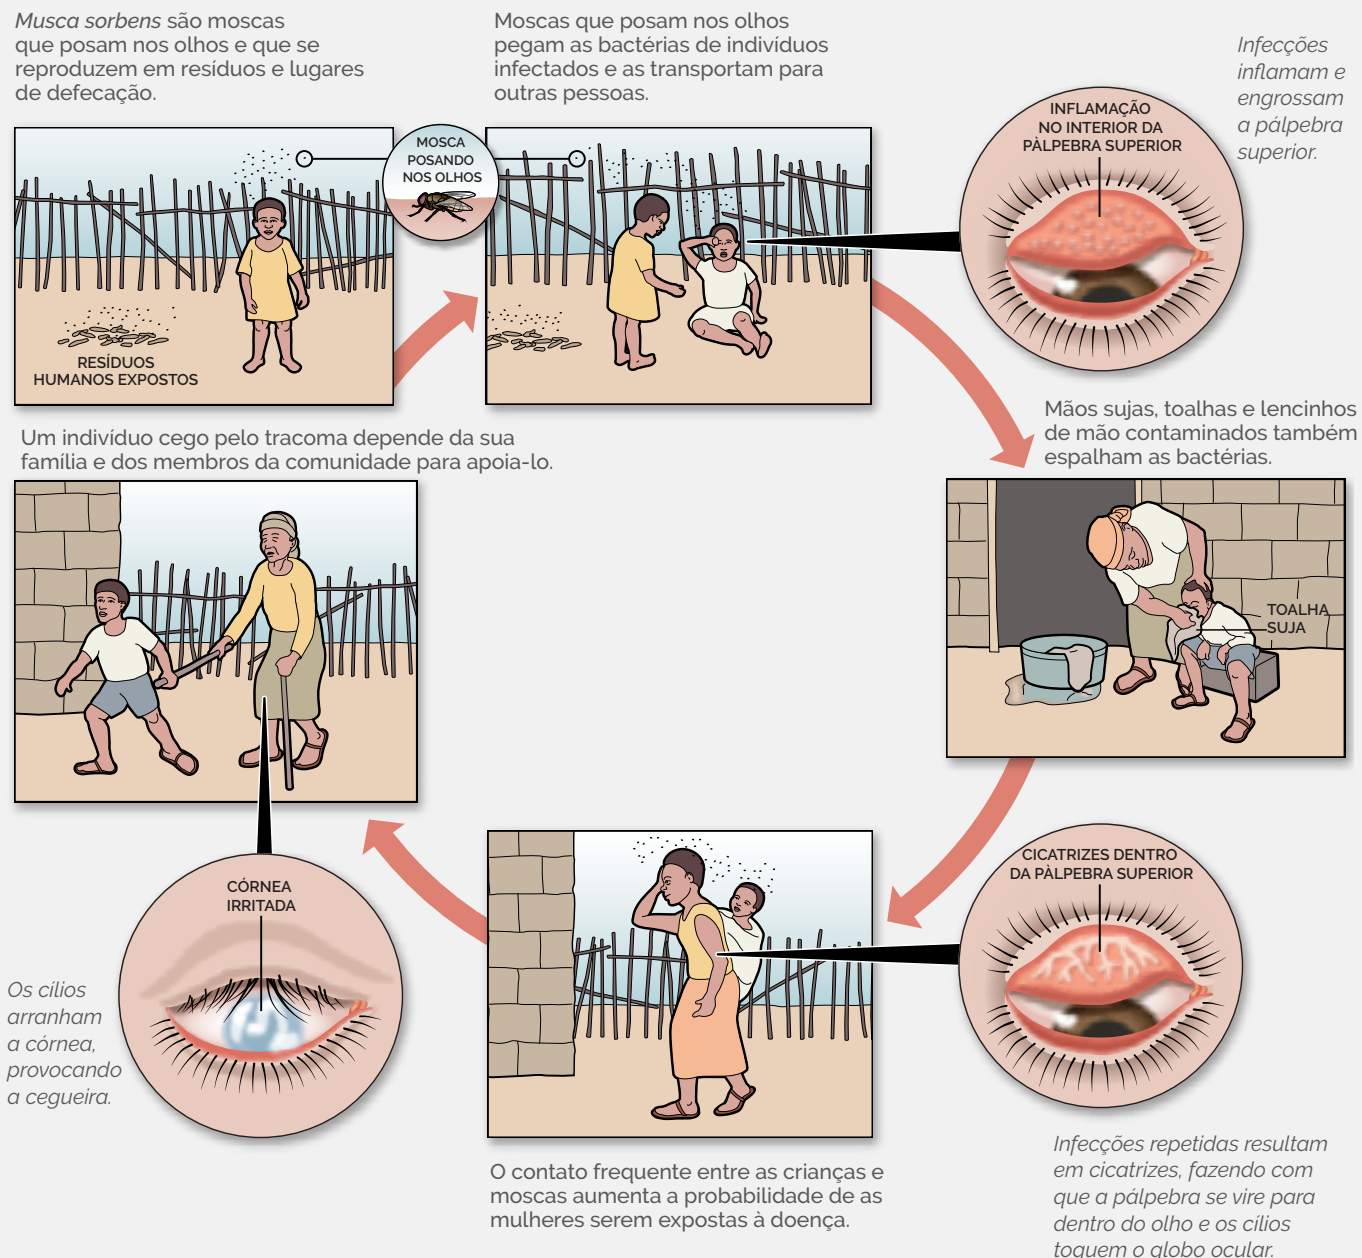 Musca sorbens são moscas
que posam nos olhos e que se
reproduzem em resíduos e lugares
de defecação.
Moscas que posam nos olhos
pegam as bactérias de indivíduos
infectados e as transportam para
outras pessoas.
Infecções
inflamam e
engrossam
a pálpebra
superior.
MOSCA
POSANDO
NOS OLHOS
INFLAMAÇÃO
NO INTERIOR DA
PÀLPEBRA SUPERIOR
RESÍDUOS
HUMANOS EXPOSTOS
Mãos sujas, toalhas e lencinhos
de mão contaminados também
espalham as bactérias.
TOALHA
SUJA
Um indivíduo cego pelo tracoma depende da sua
família e dos membros da comunidade para apoia-lo.
CICATRIZES DENTRO
DA PÀLPEBRA SUPERIOR
Infecções repetidas resultam
em cicatrizes, fazendo com
que a pálpebra se vire para
dentro do olho e os cílios
toquem o globo ocular.
O contato frequente entre as crianças e
moscas aumenta a probabilidade de as
mulheres serem expostas à doença.
CÓRNEA
IRRITADA
Os cílios
arranham
a córnea,
provocando
a cegueira.